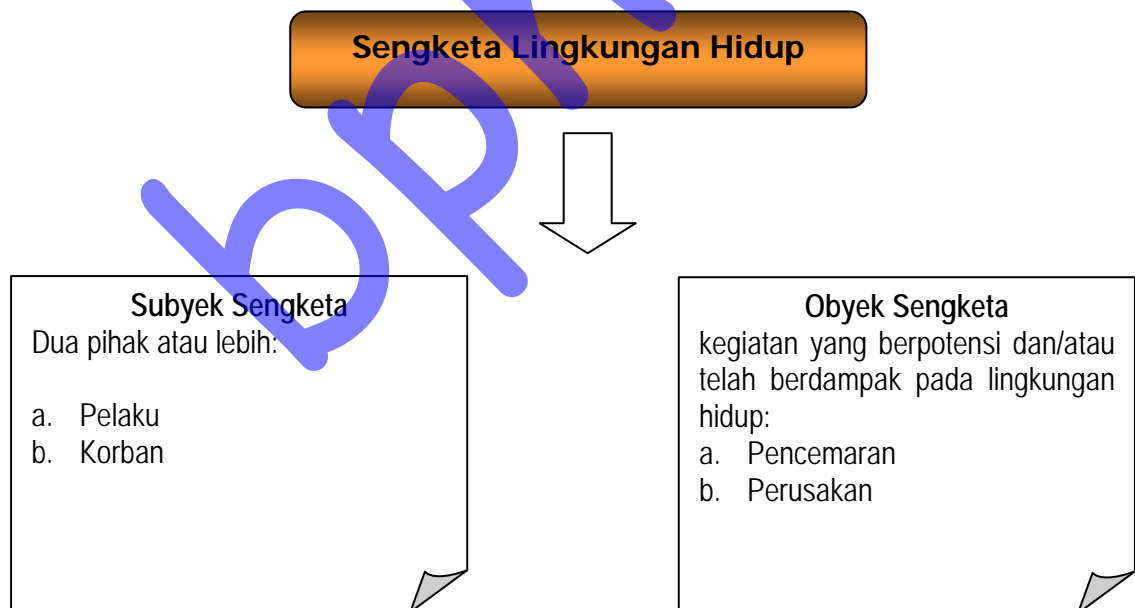 Sengketa Lingkungan Hidup
Subyek Sengketa
Dua pihak atau lebih:
a. Pelaku
b. Korban
Obyek Sengketa
kegiatan yang berpotensi dan/atau
telah berdampak pada lingkungan
hidup:
a. Pencemaran
b. Perusakan